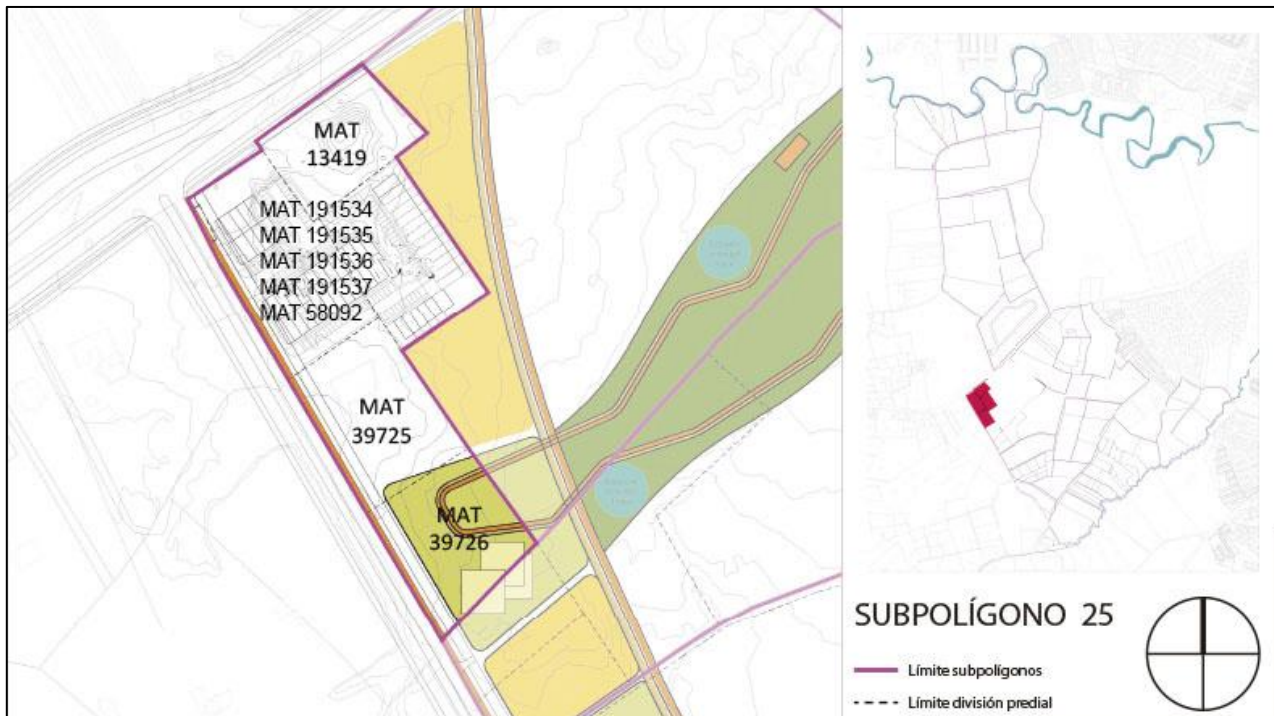 MAT
13419
MAT 191534
MAT 191535
MAT 191536
MAT 191537
MAT 58092
MAT
39725
MAT
39726
SUBPOLÍGONO 25
Límite subpolígonos
Límite división predial